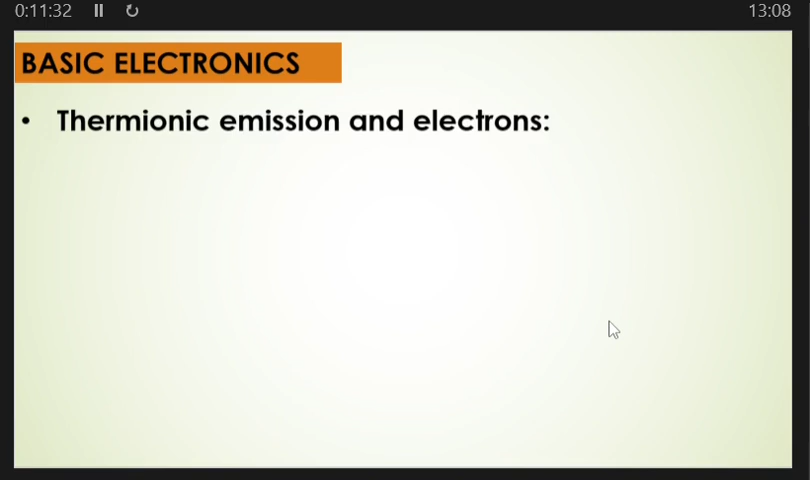 0:11:32 13:08
BASIC ELECTRONICS
• Thermionic emission and electrons: